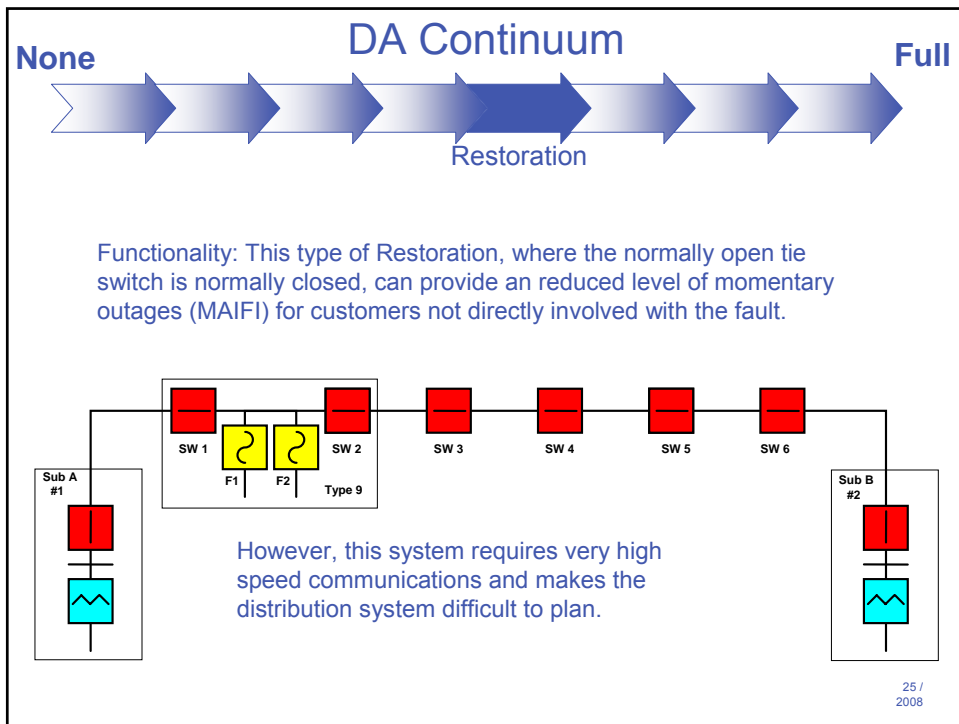 DA Continuum
None
Full
Restoration
Functionality: This type of Restoration, where the normally open tie
switch is normally closed, can provide an reduced level of momentary
outages (MAIFI) for customers not directly involved with the fault.
SW 1
SW 2
SW 3
SW 4
SW 5
SW 6
F1
F2
Type 9
Sub A
#1
Sub B
#2
However, this system requires very high
speed communications and makes the
distribution system difficult to plan.
25 /
2008